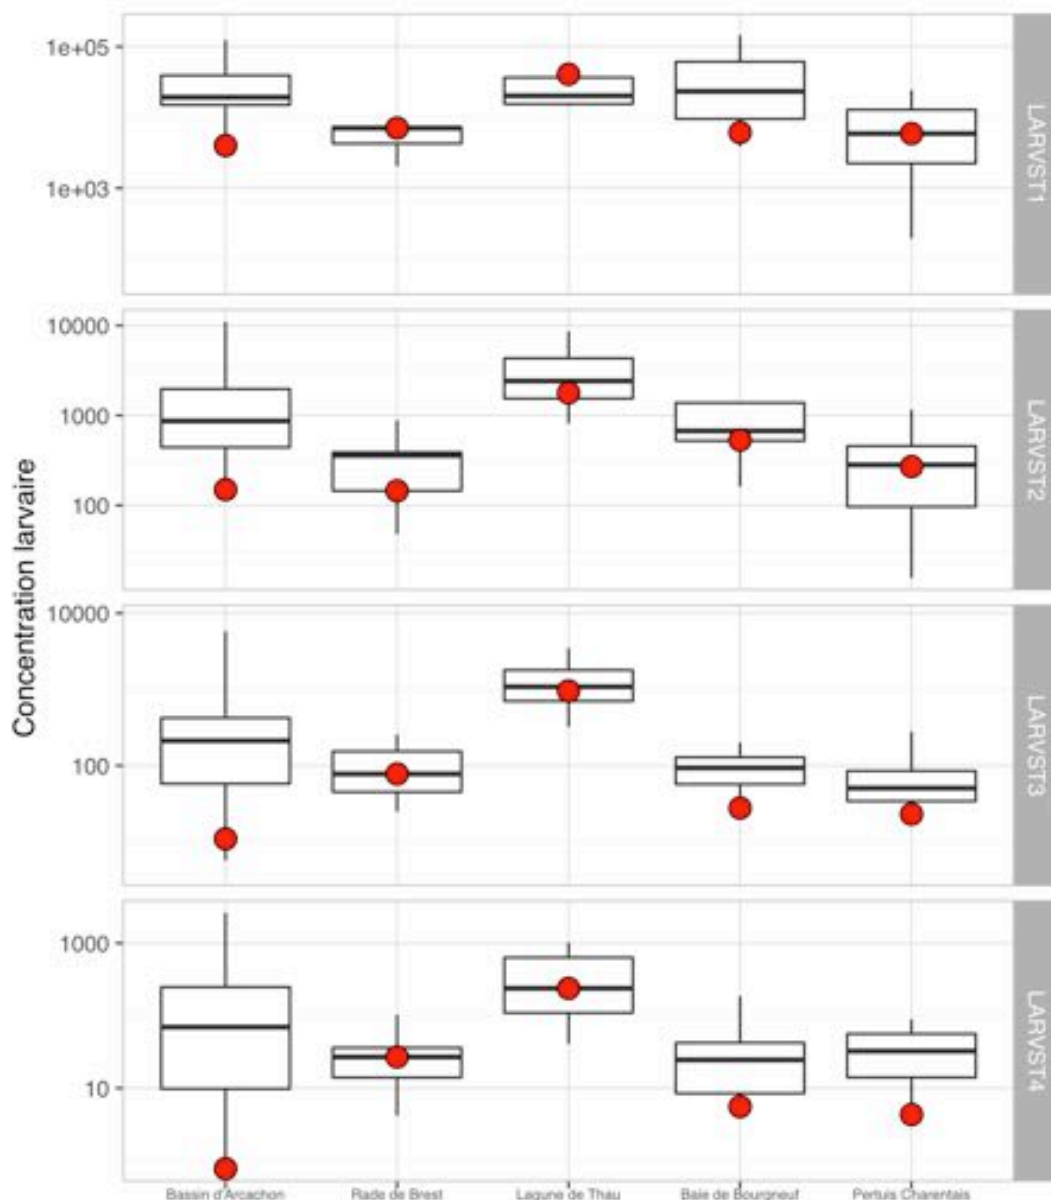 Concentration larvaire
1e+05
1e+03
LARVST1
10000
1000
100
LARVST2
10000
100
LARVST3
1000
10
LARVST4
Bassin d'Arcachon
Rade de Brest
Lagune de Thau
Baie de Bourgneuf
Pertuis Charentais